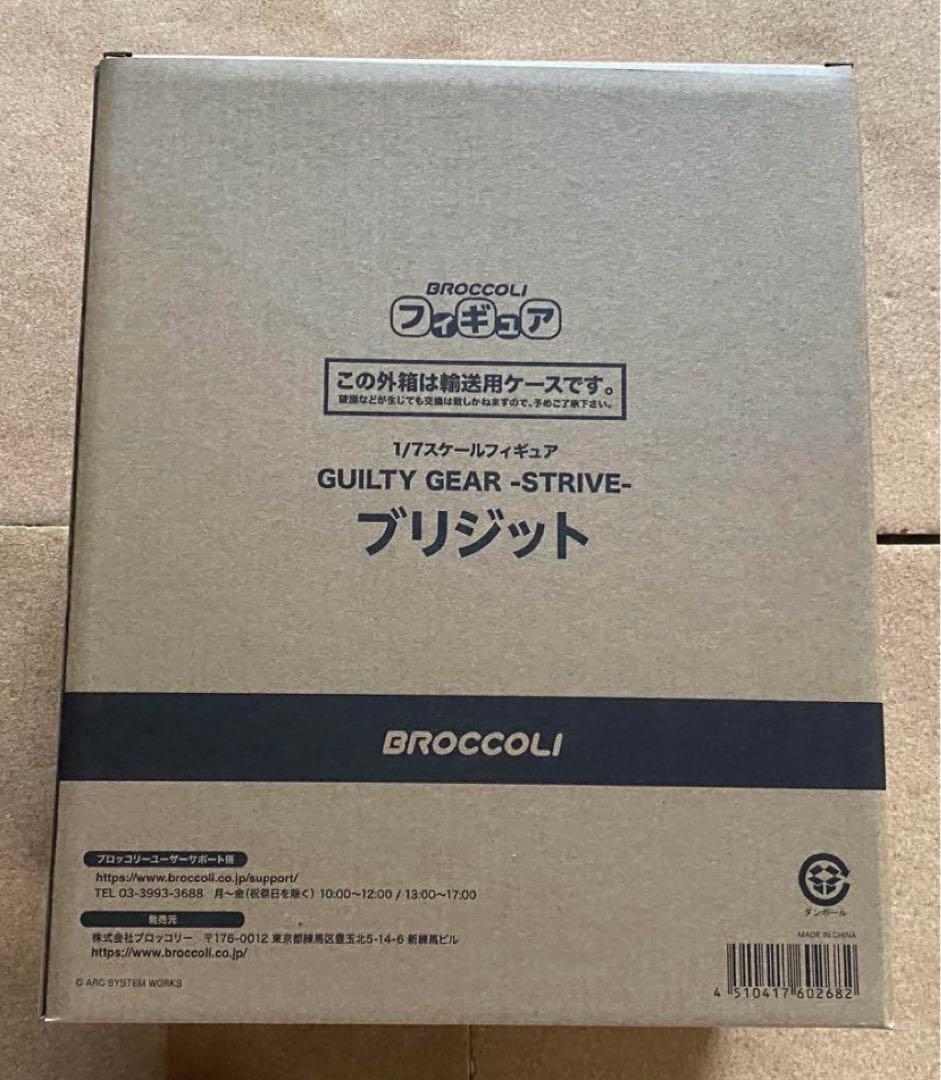 BROCCOLI
フィギュア
この外箱は輸送用ケースです。
破損などが生じても交換は致しかねますので、予めご了承下さい。
1/7スケールフィギュア
GUILTY GEAR -STRIVE-
ブリジット
BROCCOLI
ブロッコリーユーザーサポート係
https://www.broccoli.co.jp/support/
TEL 03-3993-3688 月～金(祝祭日を除く) 10:00～12:00 / 13:00～17:00
発売元
株式会社ブロッコリー 〒176-0012 東京都練馬区豊玉北5-14-6 新練馬ビル
https://www.broccoli.co.jp/
© ARC SYSTEM WORKS
ダンボール
MADE IN CHINA
4 510417 602682